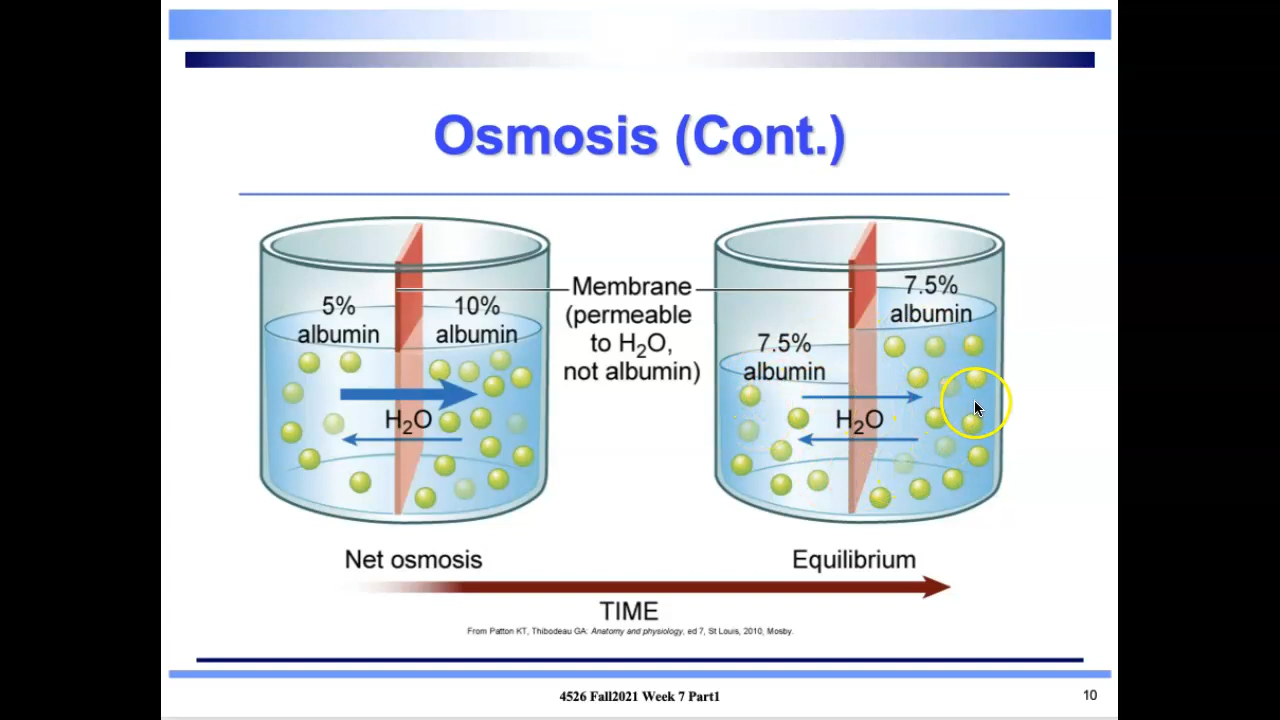 Osmosis (Cont.)
5%
albumin
10%
albumin
H2O
Membrane
(permeable
to H2O,
not albumin)
7.5%
albumin
7.5%
albumin
H2O
Net osmosis
Equilibrium
TIME
From Patton KT, Thibodeau GA: Anatomy and physiology, ed 7, St Louis, 2010, Mosby.
4526 Fall2021 Week 7 Part1
10